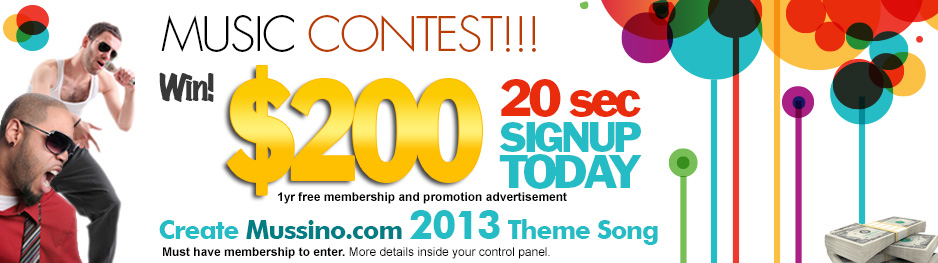 MUSIC CONTEST!!!
Win!
$200
20 sec
SIGNUP
TODAY
1yr free membership and promotion advertisement
Create Mussino.com 2013 Theme Song
Must have membership to enter. More details inside your control panel.